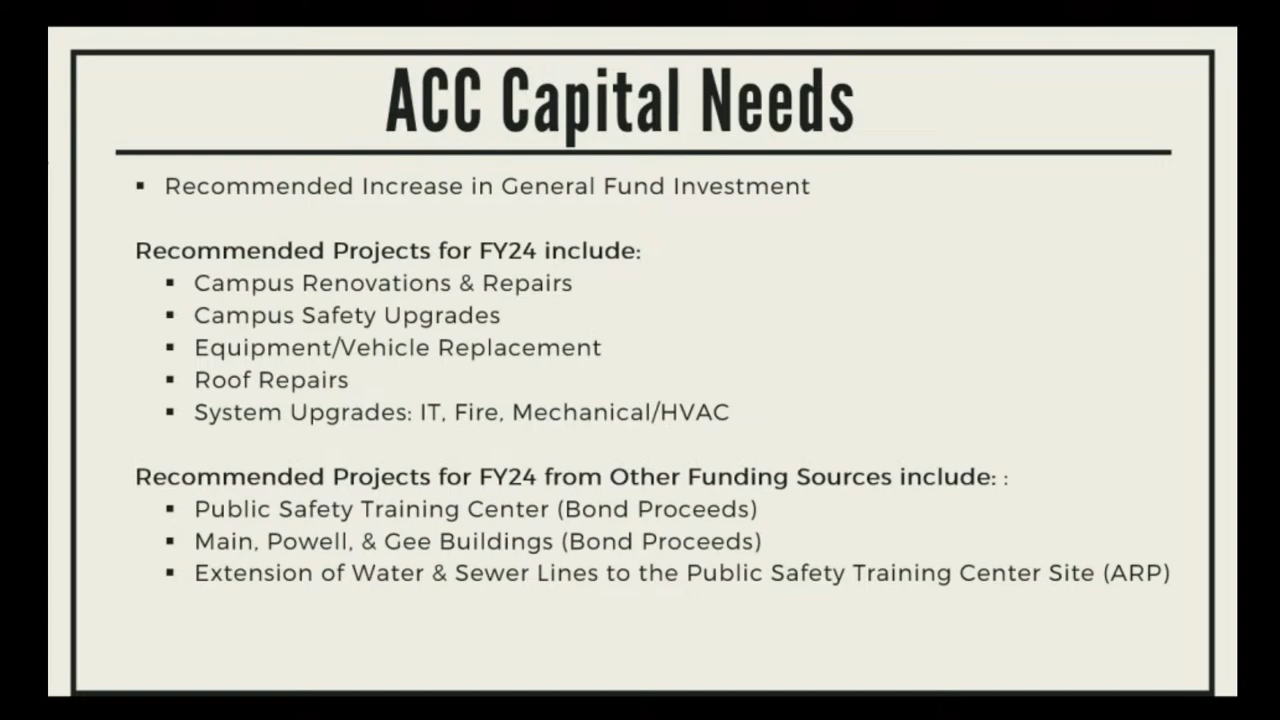 ACC Capital Needs
▪ Recommended Increase in General Fund Investment
Recommended Projects for FY24 include:
▪ Campus Renovations & Repairs
▪ Campus Safety Upgrades
▪ Equipment/Vehicle Replacement
▪ Roof Repairs
▪ System Upgrades: IT, Fire, Mechanical/HVAC
Recommended Projects for FY24 from Other Funding Sources include: :
▪ Public Safety Training Center (Bond Proceeds)
▪ Main, Powell, & Gee Buildings (Bond Proceeds)
▪ Extension of Water & Sewer Lines to the Public Safety Training Center Site (ARP)